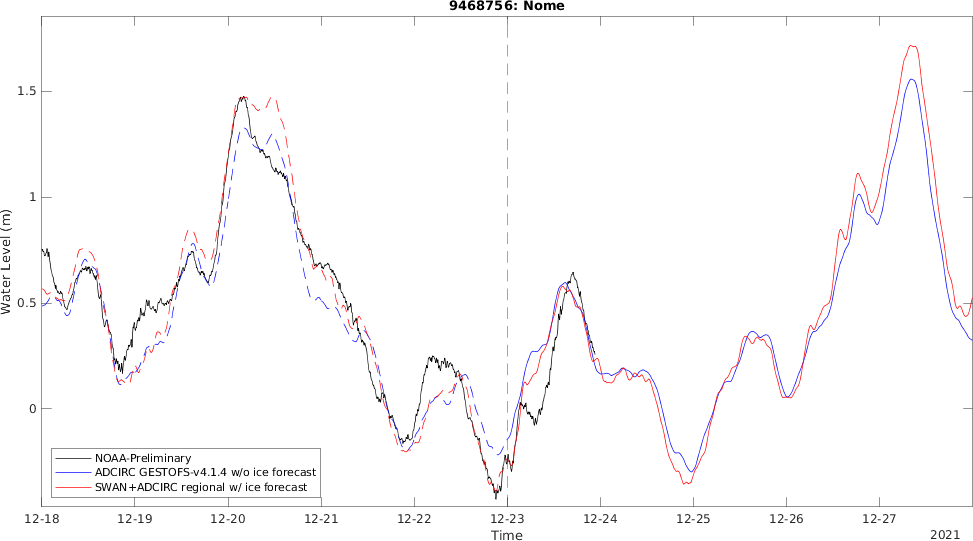 9468756: Nome
Water Level (m)
1.5
1
0.5
0
NOAA-Preliminary
ADCIRC GESTOFS-v4.1.4 w/o ice forecast
SWAN+ADCIRC regional w/ ice forecast
12-18 12-19 12-20 12-21 12-22 12-23 12-24 12-25 12-26 12-27
Time
2021